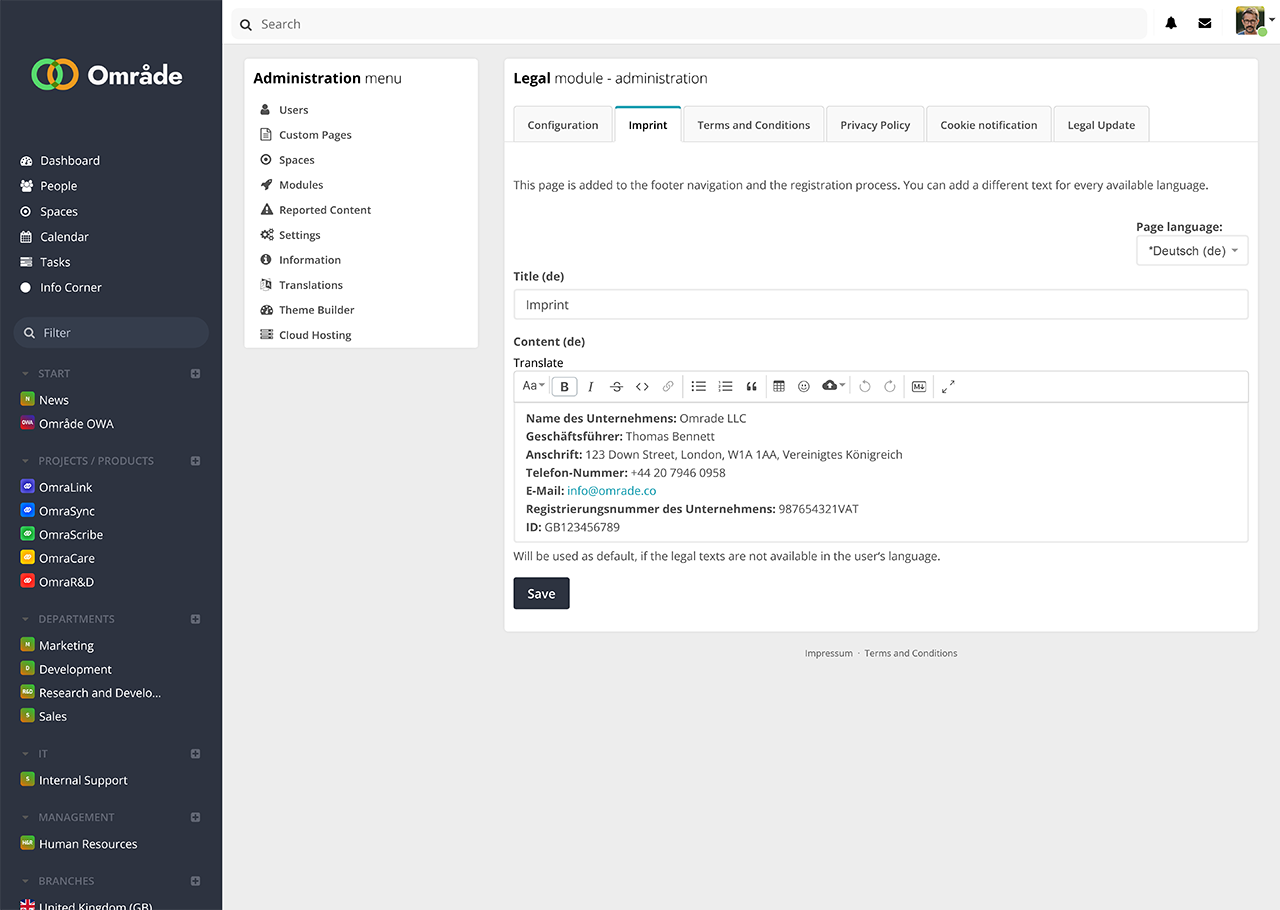 Område
Dashboard
People
Spaces
Calendar
Tasks
Info Corner
Filter
START
N News
OWA Område OWA
PROJECTS / PRODUCTS
OmraLink
OmraSync
OmraScribe
OmraCare
OmraR&D
DEPARTMENTS
M Marketing
D Development
R&D Research and Develo...
S Sales
IT
S Internal Support
MANAGEMENT
H&R Human Resources
BRANCHES
United Kingdom (GB)
Search
Administration menu
Users
Custom Pages
Spaces
Modules
Reported Content
Settings
Information
Translations
Theme Builder
Cloud Hosting
Legal module - administration
Configuration Imprint Terms and Conditions Privacy Policy Cookie notification Legal Update
This page is added to the footer navigation and the registration process. You can add a different text for every available language.
Page language:
*Deutsch (de)
Title (de)
Imprint
Content (de)
Translate
Aa B I S M
Name des Unternehmens: Omrade LLC
Geschäftsführer: Thomas Bennett
Anschrift: 123 Down Street, London, W1A 1AA, Vereinigtes Königreich
Telefon-Nummer: +44 20 7946 0958
E-Mail: info@omrade.co
Registrierungsnummer des Unternehmens: 987654321VAT
ID: GB123456789
Will be used as default, if the legal texts are not available in the user's language.
Save
Impressum · Terms and Conditions